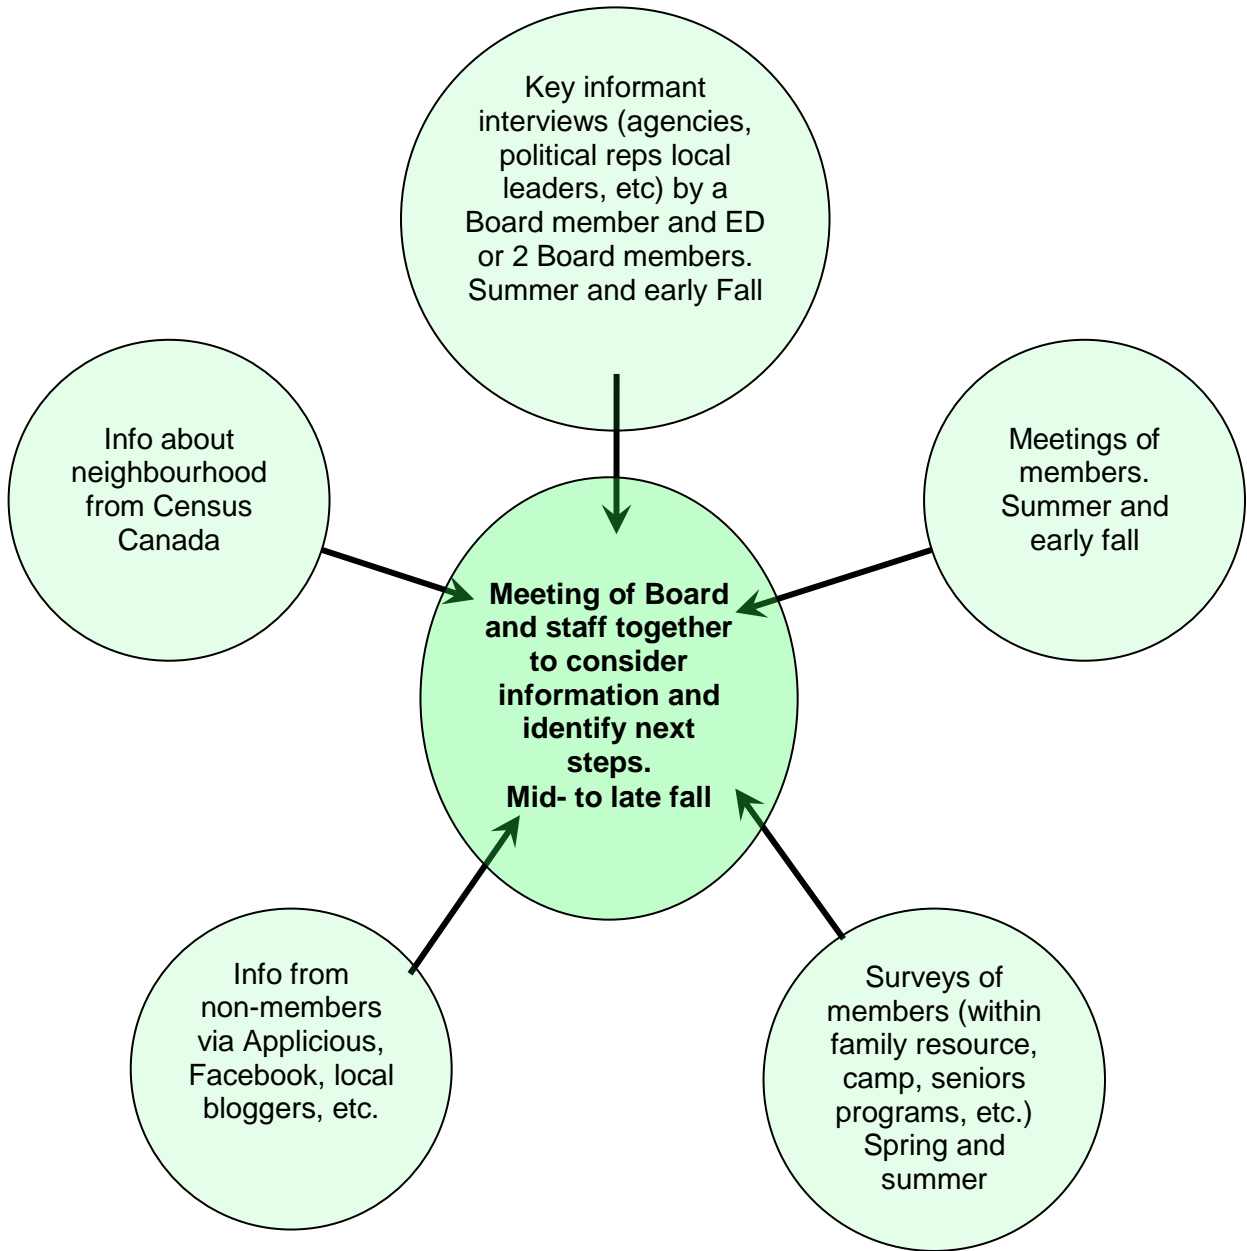 Key informant
interviews (agencies,
political reps local
leaders, etc) by a
Board member and ED
or 2 Board members.
Summer and early Fall
Info about
neighbourhood
from Census
Canada
Meetings of
members.
Summer and
early fall
Meeting of Board
and staff together
to consider
information and
identify next
steps.
Mid- to late fall
Info from
non-members
via Applicious,
Facebook, local
bloggers, etc.
Surveys of
members (within
family resource,
camp, seniors
programs, etc.)
Spring and
summer